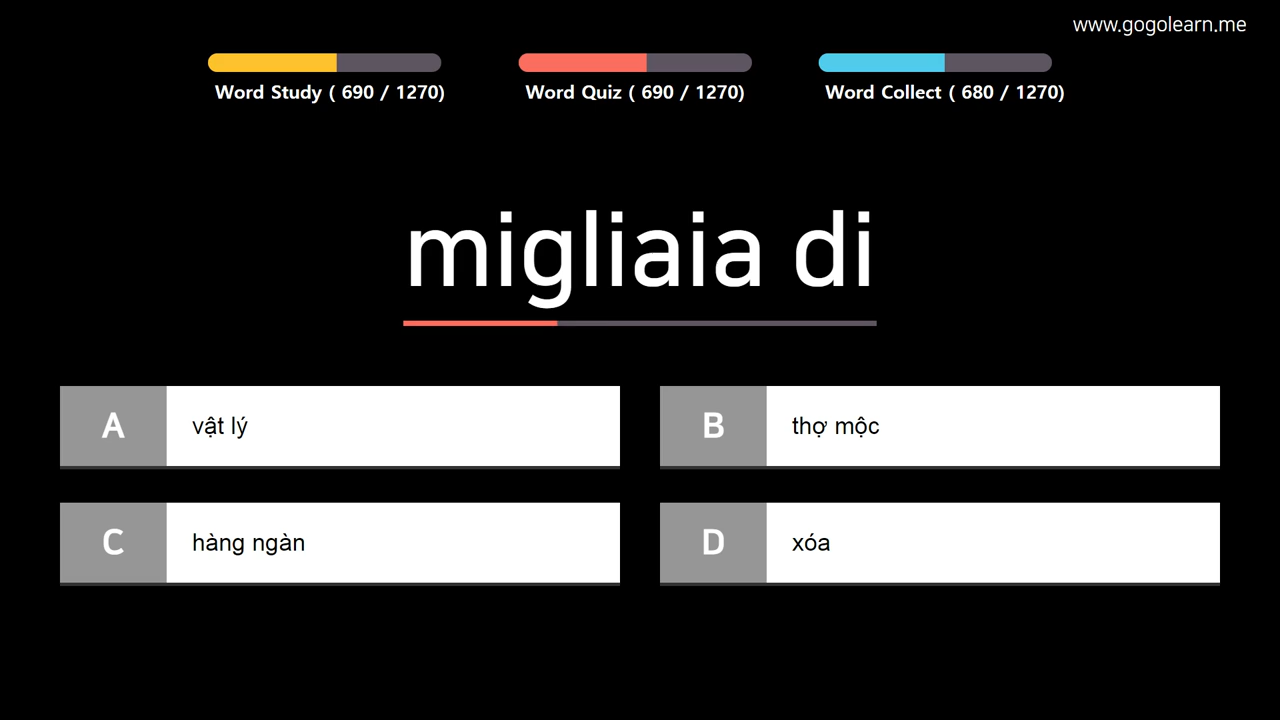 www.gogolearn.me
Word Study ( 690 / 1270)
Word Quiz ( 690 / 1270)
Word Collect ( 680 / 1270)
migliaia di
A
vật lý
B
thợ mộc
C
hàng ngàn
D
xóa